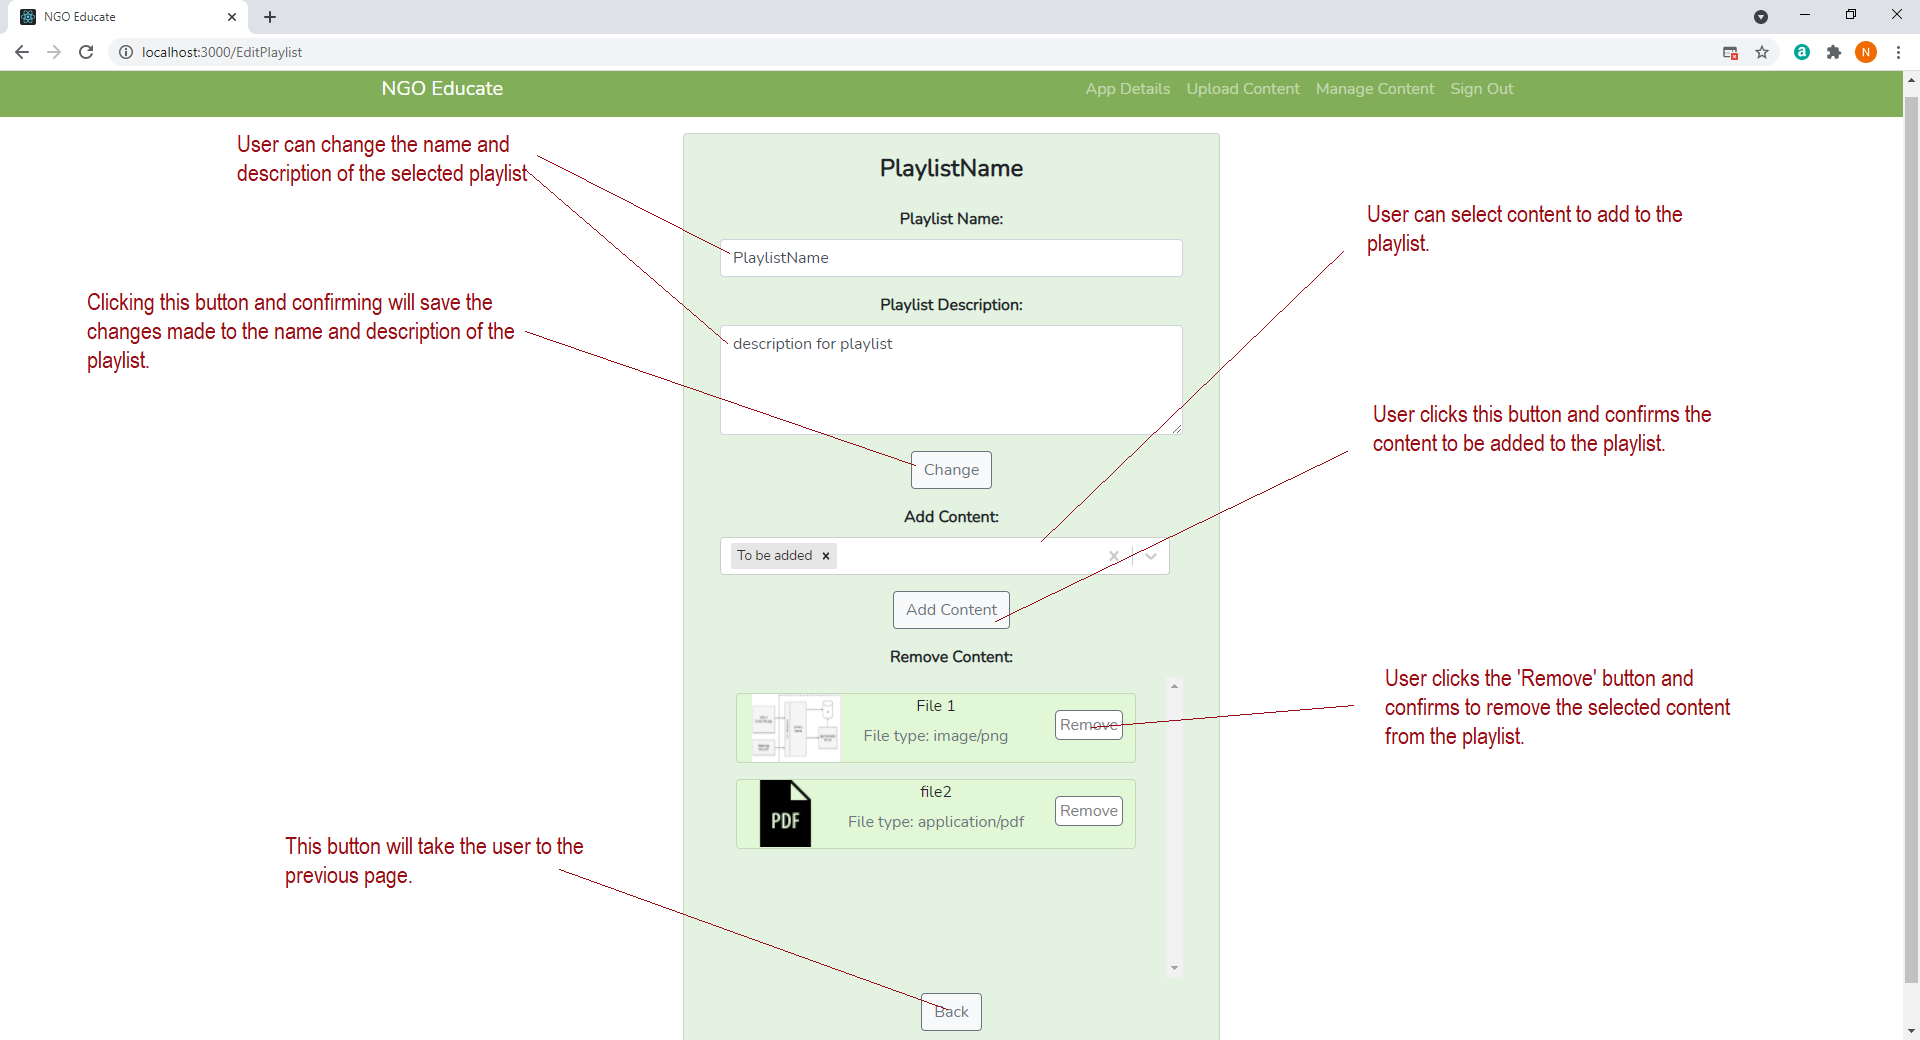 NGO Educate
localhost:3000/EditPlaylist
N
NGO Educate
App Details
Upload Content
Manage Content
Sign Out
User can change the name and
description of the selected playlist
PlaylistName
Playlist Name:
PlaylistName
User can select content to add to the
playlist.
Clicking this button and confirming will save the
changes made to the name and description of the
playlist.
Playlist Description:
description for playlist
User clicks this button and confirms the
content to be added to the playlist.
Change
Add Content:
To be added
Add Content
Remove Content:
File 1
File type: image/png
Remove
User clicks the 'Remove' button and
confirms to remove the selected content
from the playlist.
PDF
file2
File type: application/pdf
Remove
This button will take the user to the
previous page.
Back